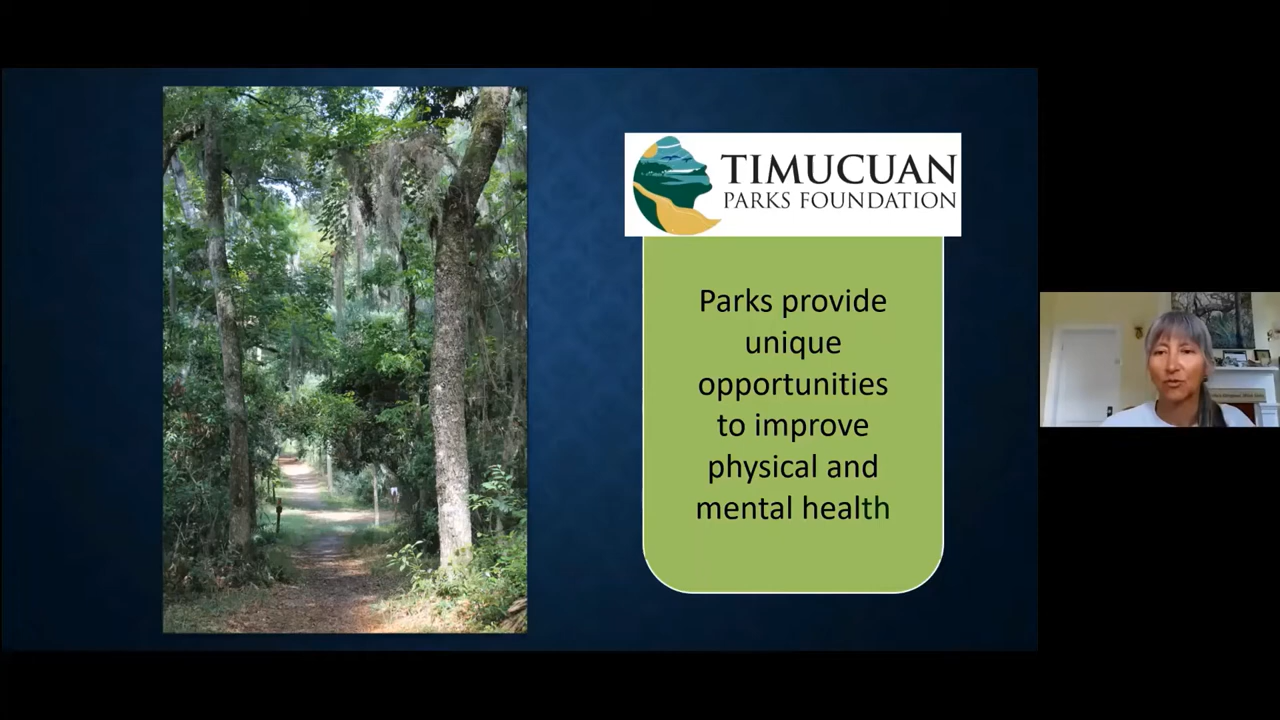 TIMUCUAN
PARKS FOUNDATION
Parks provide
unique
opportunities
to improve
physical and
mental health